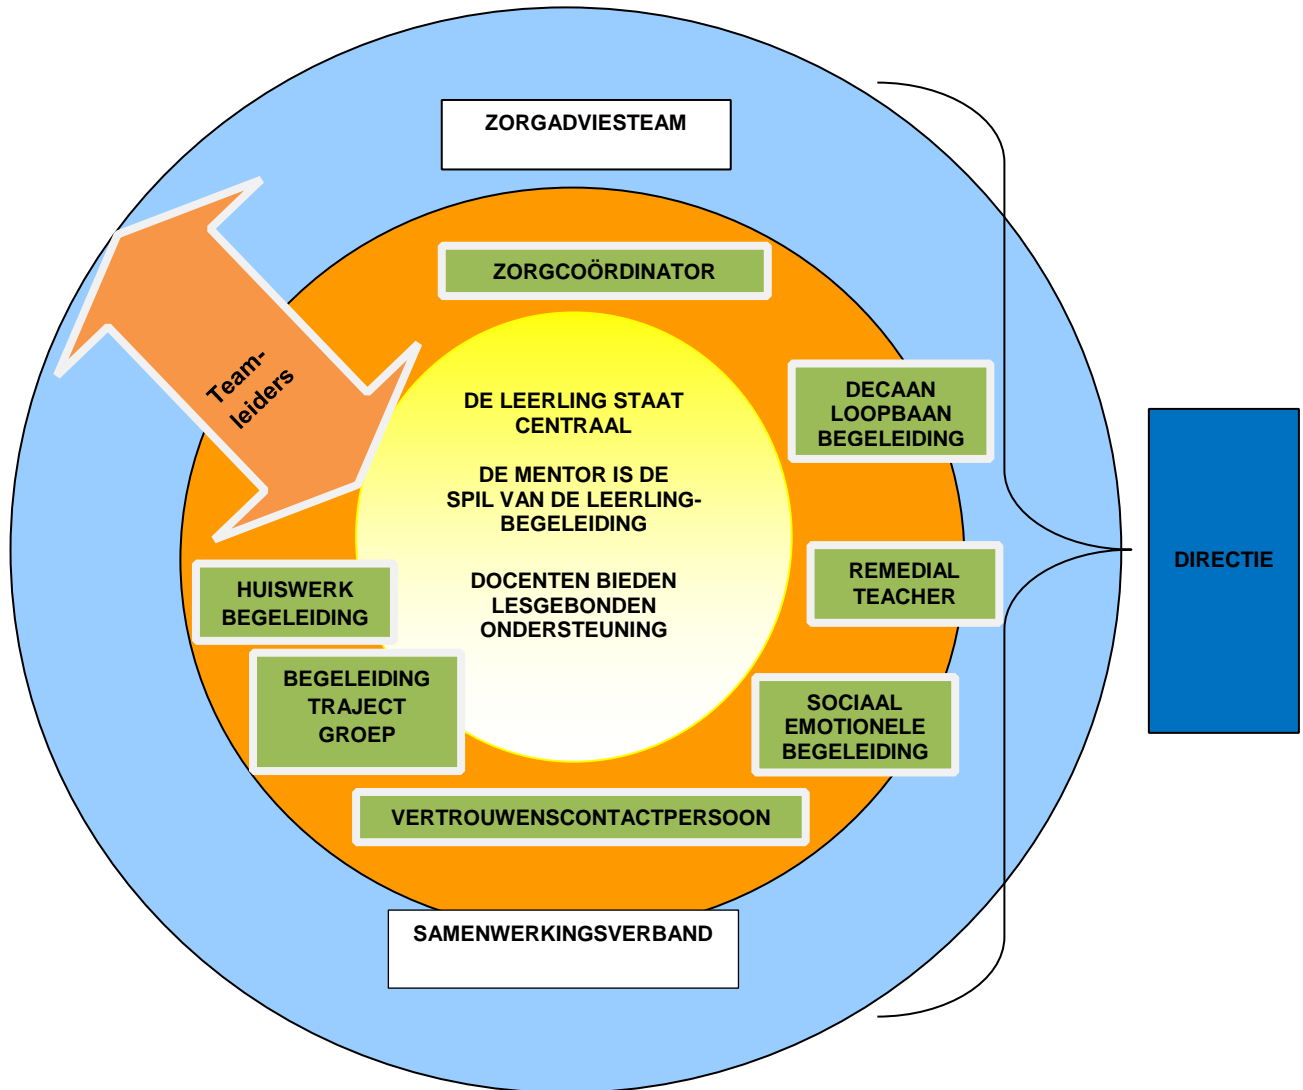 ZORGADVIESTEAM
ZORGCOÖRDINATOR
Team-
leiders
DE LEERLING STAAT
CENTRAAL
DE MENTOR IS DE
SPIL VAN DE LEERLING-
BEGELEIDING
DOCENTEN BIEDEN
LESGEBONDEN
ONDERSTEUNING
DECAAN
LOOPBAAN
BEGELEIDING
REMEDIAL
TEACHER
DIRECTIE
HUISWERK
BEGELEIDING
BEGELEIDING
TRAJECT
GROEP
SOCIAAL
EMOTIONELE
BEGELEIDING
VERTROUWENSCONTACTPERSOON
SAMENWERKINGSVERBAND